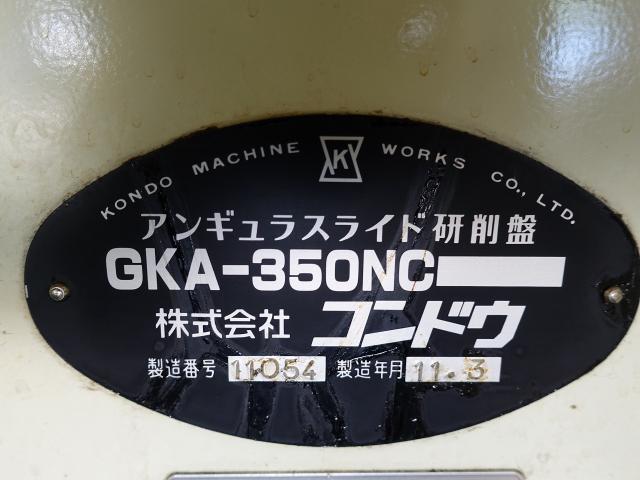 KONDO MACHINE K WORKS CO., LTD.
アンギュラスライド研削盤
GKA-350NC
株式会社 コンドウ
製造番号 11054 製造年月 11.3